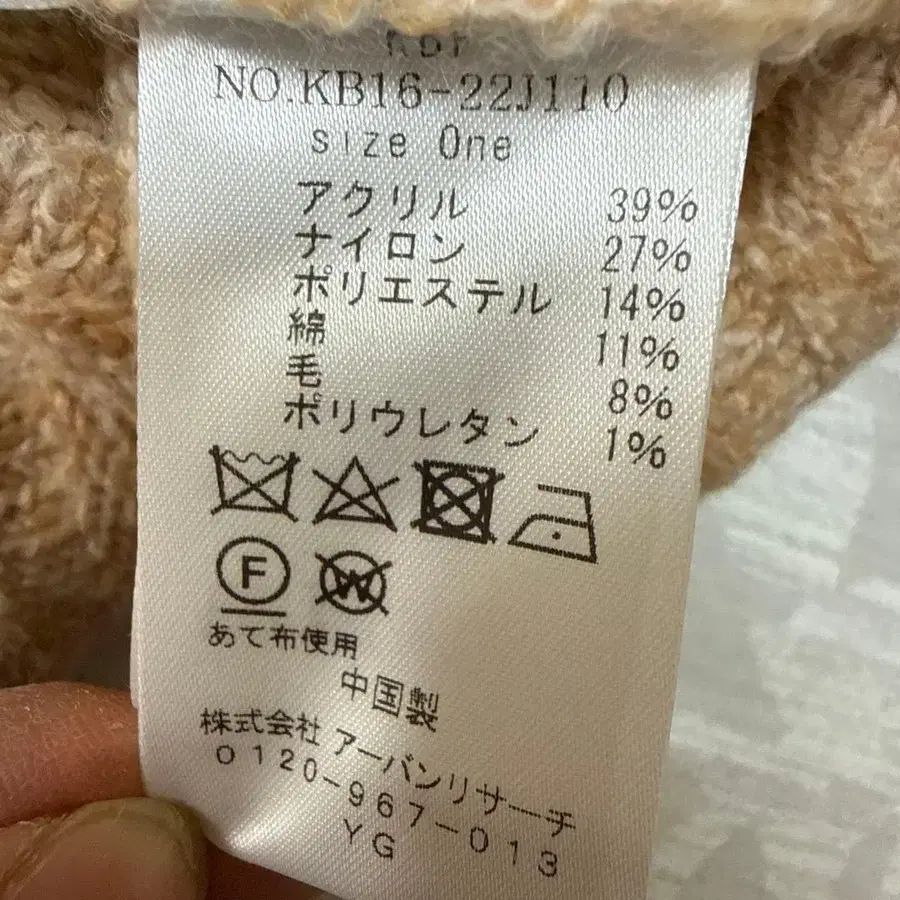 KBF
NO.KB16-22J110
size One
アクリル 39%
ナイロン 27%
ポリエステル 14%
綿 11%
毛 8%
ポリウレタン 1%
F W
あて布使用
中国製
株式会社 アーバンリサーチ
0120-967-013
YG